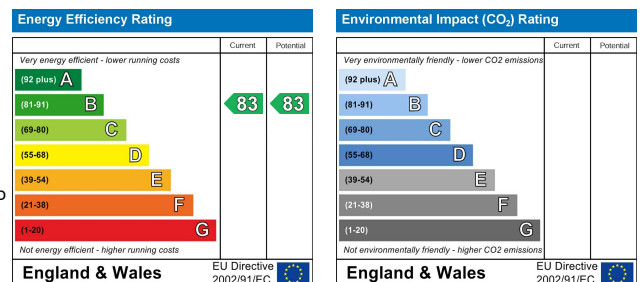 Energy Efficiency Rating
Current Potential
Very energy efficient - lower running costs
(92 plus) A
(81-91) B 83 83
(69-80) C
(55-68) D
(39-54) E
(21-38) F
(1-20) G
Not energy efficient - higher running costs
England & Wales
EU Directive
2002/91/EC
Environmental Impact (CO2) Rating
Current Potential
Very environmentally friendly - lower CO2 emissions
(92 plus) A
(81-91) B
(69-80) C
(55-68) D
(39-54) E
(21-38) F
(1-20) G
Not environmentally friendly - higher CO2 emissions
England & Wales
EU Directive
2002/91/EC